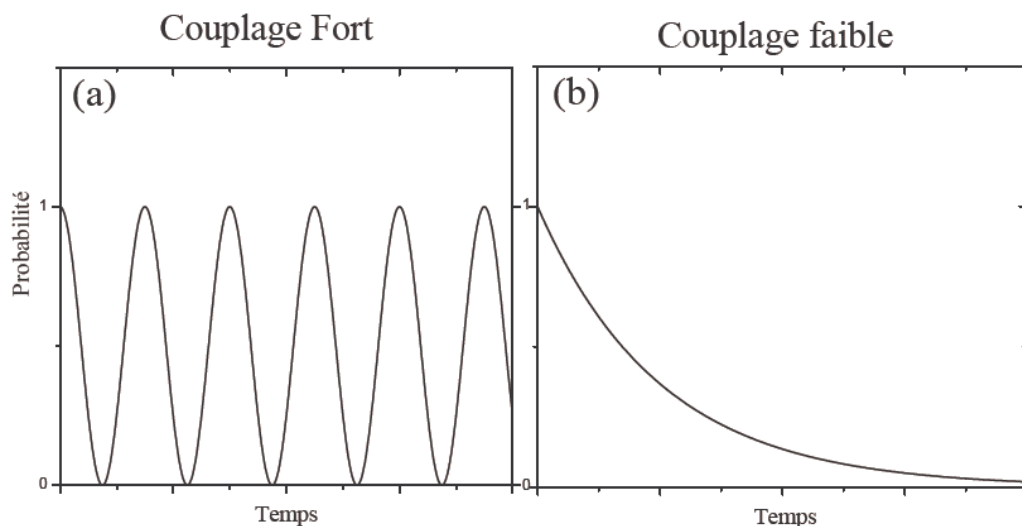 Couplage Fort
(a)
Probabilité
1
0
Temps
Couplage faible
(b)
1
0
Temps